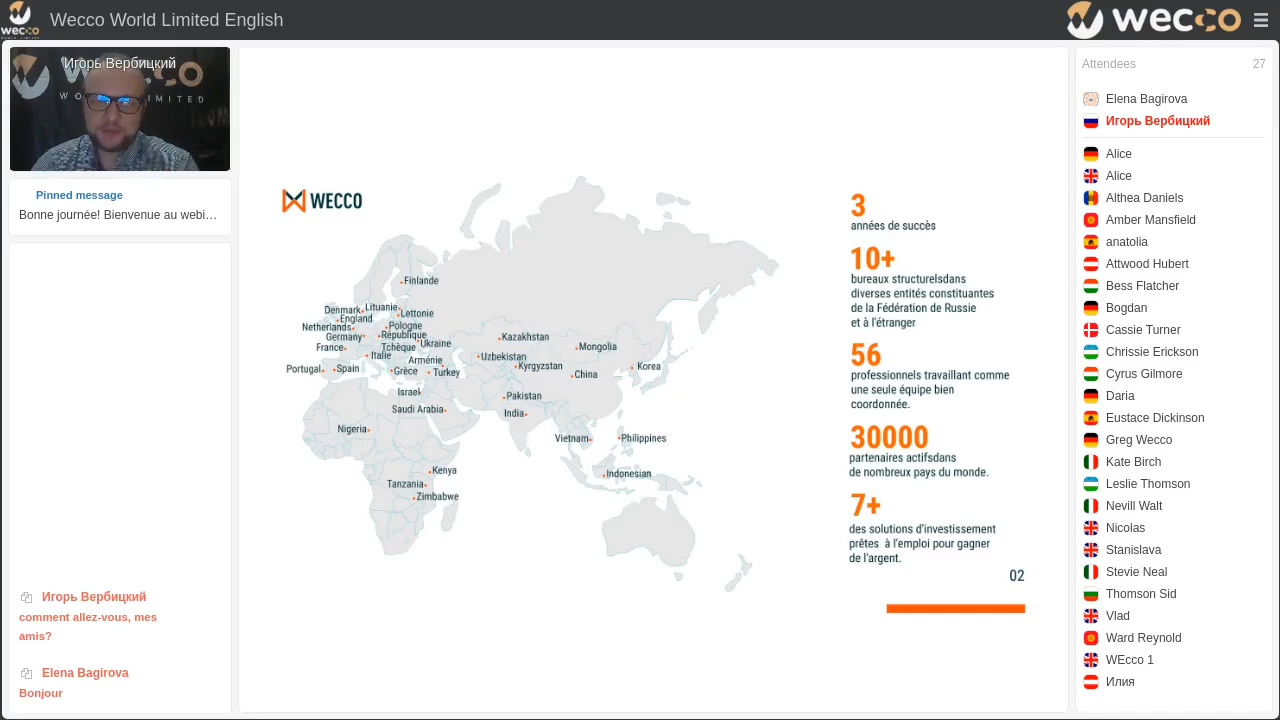 Wecco World Limited English
wecco
WORLD LIMITED
wecco
Игорь Вербицкий
Pinned message
Bonne journée! Bienvenue au webi…
Игорь Вербицкий
comment allez-vous, mes
amis?
Elena Bagirova
Bonjour
WECCO
Finlande
Denmark
Lituanie
Lettonie
England
Netherlands
Pologne
Germany
République
Tchèque
Ukraine
France
Italie
Arménie
Portugal
Spain
Grèce
Turkey
Kazakhstan
Mongolia
Uzbekistan
Kyrgyzstan
China
Korea
Israel
Pakistan
Saudi Arabia
India
Nigeria
Vietnam
Philippines
Kenya
Indonesian
Tanzania
Zimbabwe
3
années de succès
10+
bureaux structurelsdans
diverses entités constituantes
de la Fédération de Russie
et à l'étranger
56
professionnels travaillant comme
une seule équipe bien
coordonnée.
30000
partenaires actifsdans
de nombreux pays du monde.
7+
des solutions d'investissement
prêtes à l'emploi pour gagner
de l'argent.
02
Attendees 27
Elena Bagirova
Игорь Вербицкий
Alice
Alice
Althea Daniels
Amber Mansfield
anatolia
Attwood Hubert
Bess Flatcher
Bogdan
Cassie Turner
Chrissie Erickson
Cyrus Gilmore
Daria
Eustace Dickinson
Greg Wecco
Kate Birch
Leslie Thomson
Nevill Walt
Nicolas
Stanislava
Stevie Neal
Thomson Sid
Vlad
Ward Reynold
WEcco 1
Илия